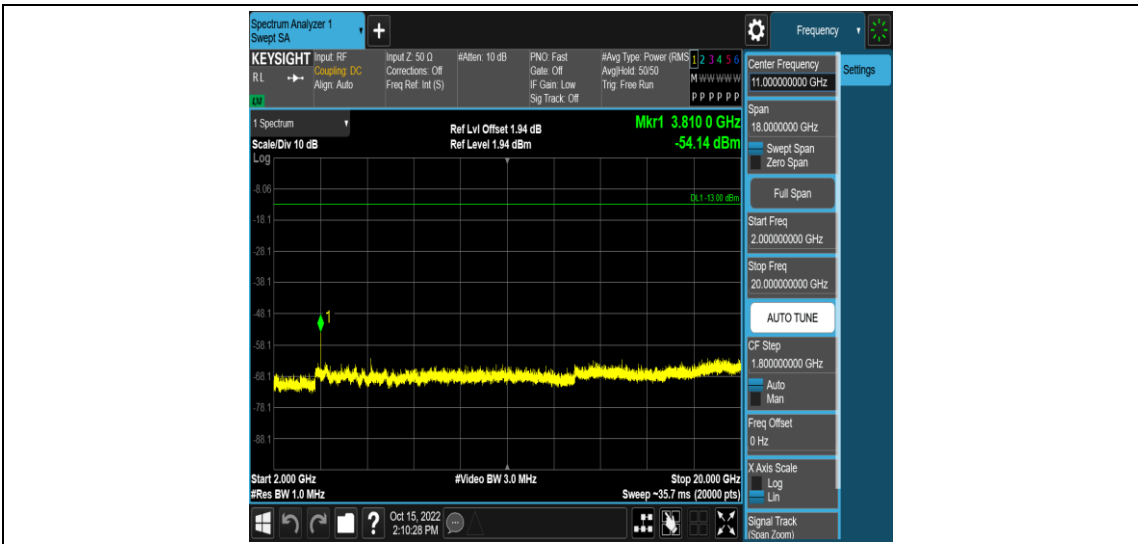 Spectrum Analyzer 1
Swept SA
+
Frequency
KEYSIGHT
RL
LXI
Input: RF
Coupling: DC
Align: Auto
Input Z: 50 Ω
Corrections: Off
Freq Ref: Int (S)
#Atten: 10 dB
PNO: Fast
Gate: Off
IF Gain: Low
Sig Track: Off
#Avg Type: Power (RMS
Avg|Hold: 50/50
Trig: Free Run
1 2 3 4 5 6
M W W W W W
P P P P P P
Center Frequency
11.000000000 GHz
Settings
Span
18.0000000 GHz
Swept Span
Zero Span
Full Span
Start Freq
2.000000000 GHz
Stop Freq
20.000000000 GHz
AUTO TUNE
CF Step
1.800000000 GHz
Auto
Man
Freq Offset
0 Hz
X Axis Scale
Log
Lin
Signal Track
(Span Zoom)
1 Spectrum
Scale/Div 10 dB
Log
Ref Lvl Offset 1.94 dB
Ref Level 1.94 dBm
Mkr1 3.810 0 GHz
-54.14 dBm
DL1 -13.00 dBm
-8.06
-18.1
-28.1
-38.1
-48.1
-58.1
-68.1
-78.1
-88.1
1
Start 2.000 GHz
#Res BW 1.0 MHz
#Video BW 3.0 MHz
Stop 20.000 GHz
Sweep ~35.7 ms (20000 pts)
?
Oct 15, 2022
2:10:28 PM